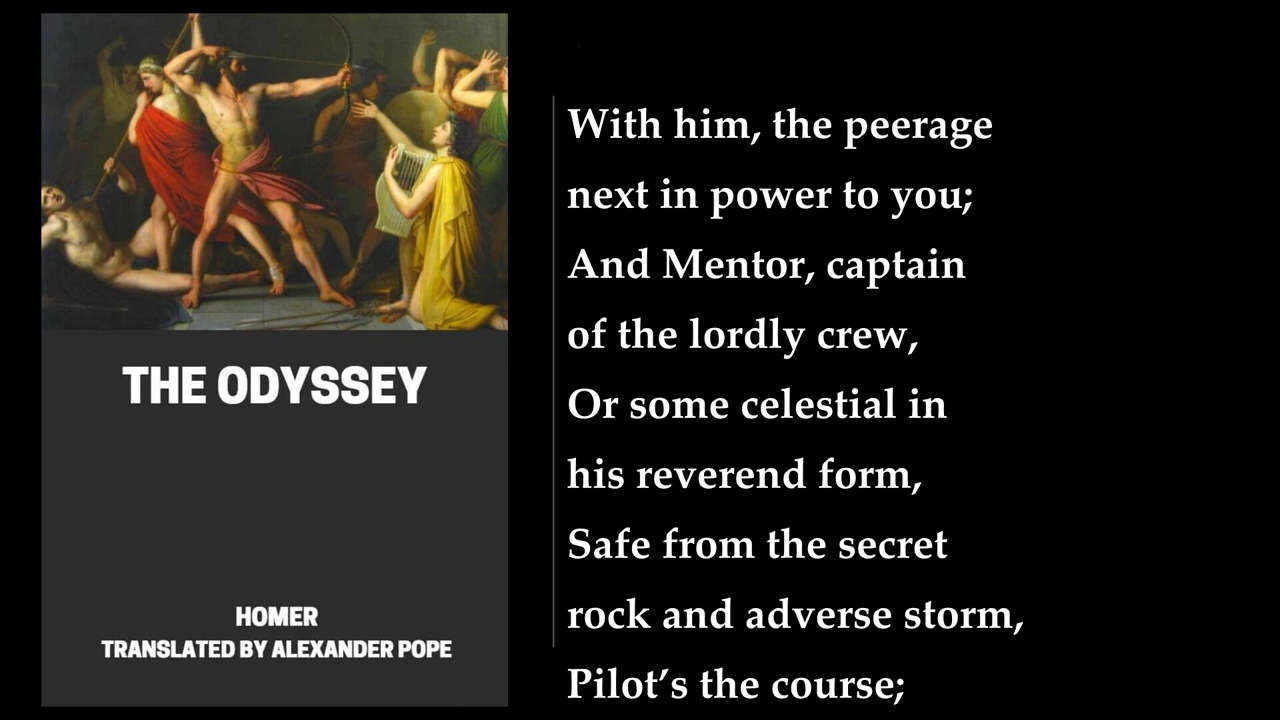 THE ODYSSEY
HOMER
TRANSLATED BY ALEXANDER POPE
With him, the peerage
next in power to you;
And Mentor, captain
of the lordly crew,
Or some celestial in
his reverend form,
Safe from the secret
rock and adverse storm,
Pilot’s the course;